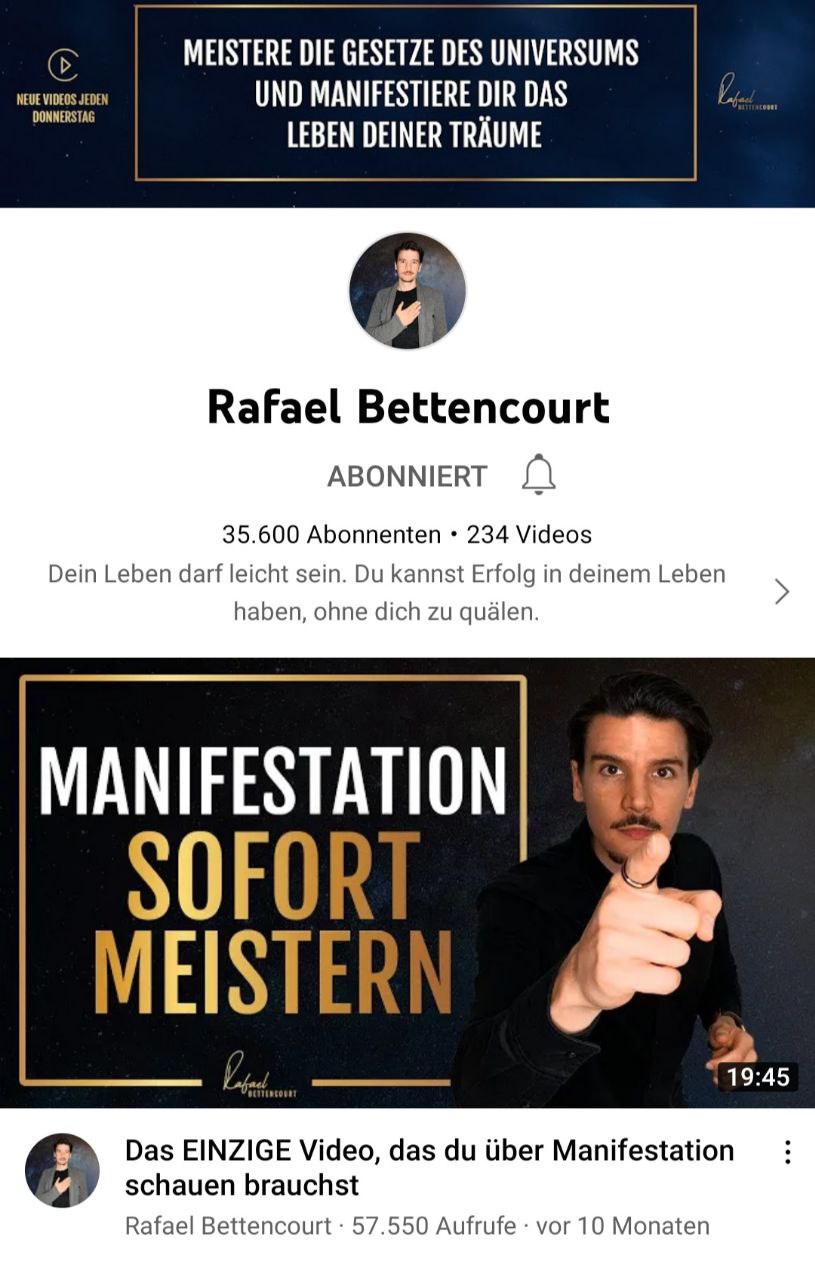 MEISTERE DIE GESETZE DES UNIVERSUMS
UND MANIFESTIERE DIR DAS
LEBEN DEINER TRÄUME
NEUE VIDEOS JEDEN
DONNERSTAG
Rafael
BETTENCOURT
Rafael Bettencourt
ABONNIERT
35.600 Abonnenten • 234 Videos
Dein Leben darf leicht sein. Du kannst Erfolg in deinem Leben
haben, ohne dich zu quälen.
MANIFESTATION
SOFORT
MEISTERN
Rafael
BETTENCOURT
19:45
Das EINZIGE Video, das du über Manifestation
schauen brauchst
Rafael Bettencourt · 57.550 Aufrufe · vor 10 Monaten